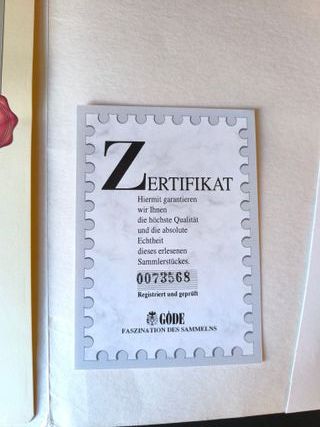 ZERTIFIKAT
Hiermit garantieren
wir Ihnen
die höchste Qualität
und die absolute
Echtheit
dieses erlesenen
Sammlerstückes.
0073568
Registriert und geprüft
GÖDE
FASZINATION DES SAMMELNS